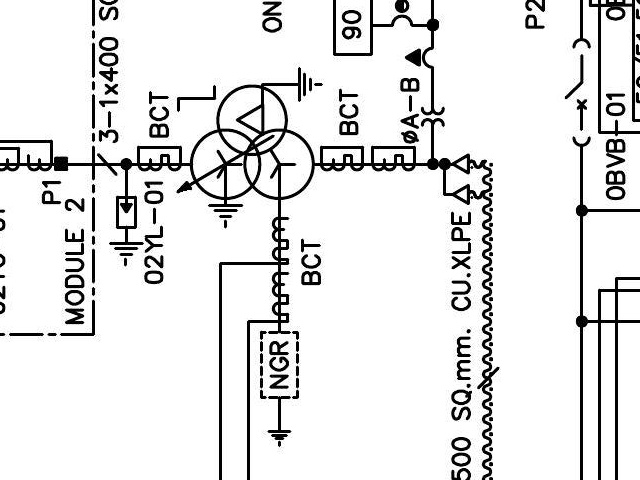 3-1x400 SQ
ON
90
P2
BCT
BCT
øA-B
P1
MODULE 2
02YL-01
BCT
NGR
500 SQ.mm. CU.XLPE
0BVB-01